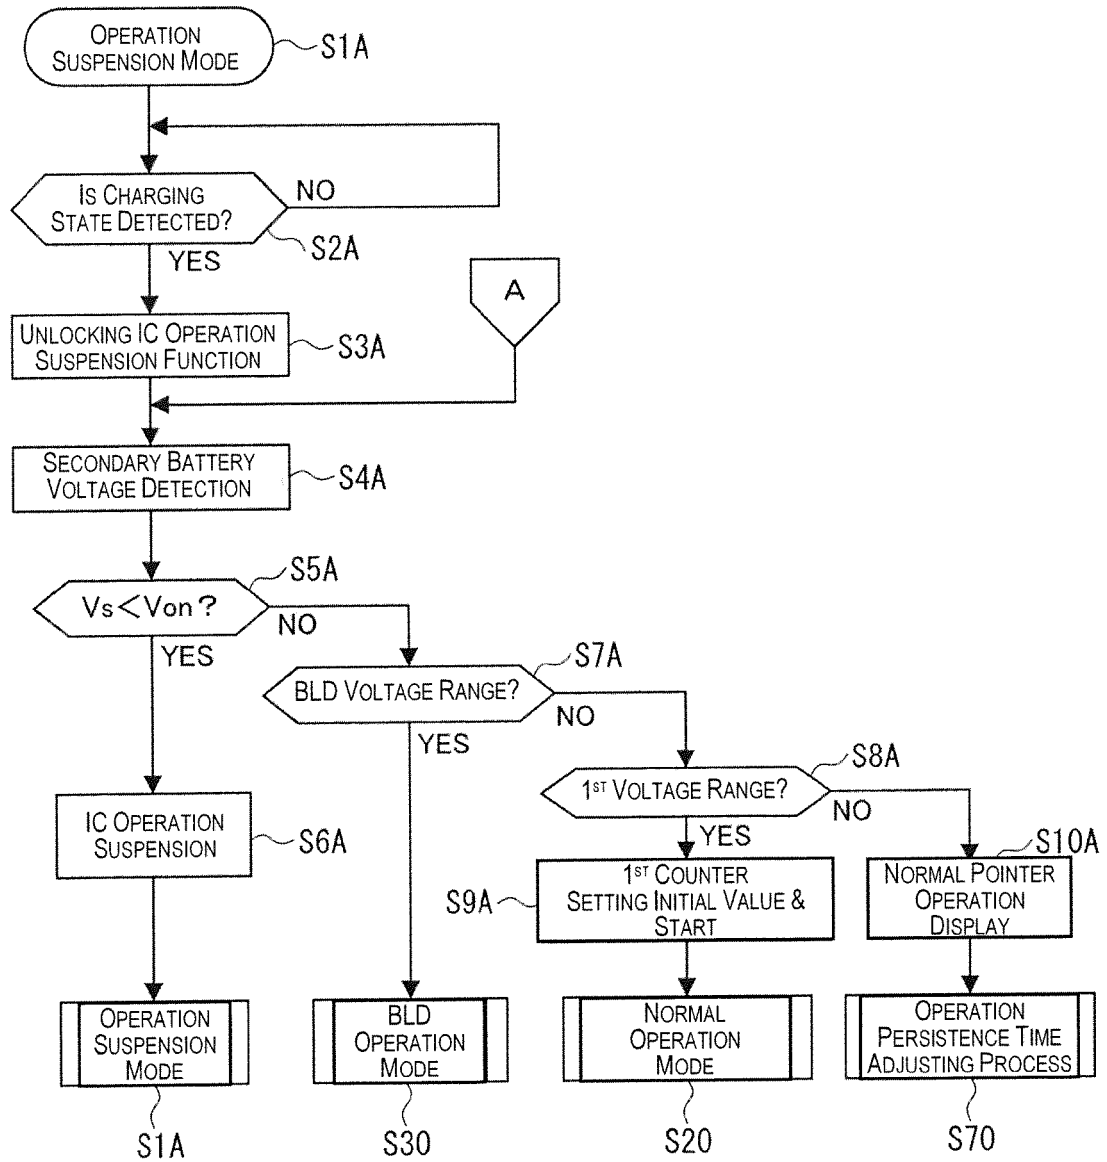 OPERATION
SUSPENSION MODE
S1A
IS CHARGING
STATE DETECTED?
NO
S2A
YES
A
UNLOCKING IC OPERATION
SUSPENSION FUNCTION
S3A
SECONDARY BATTERY
VOLTAGE DETECTION
S4A
S5A
Vs<Von?
NO
YES
S7A
BLD VOLTAGE RANGE?
NO
YES
S8A
1ST VOLTAGE RANGE?
NO
YES
IC OPERATION
SUSPENSION
S6A
S9A
1ST COUNTER
SETTING INITIAL VALUE &
START
S10A
NORMAL POINTER
OPERATION
DISPLAY
OPERATION
SUSPENSION
MODE
S1A
BLD
OPERATION
MODE
S30
NORMAL
OPERATION
MODE
S20
OPERATION
PERSISTENCE TIME
ADJUSTING PROCESS
S70